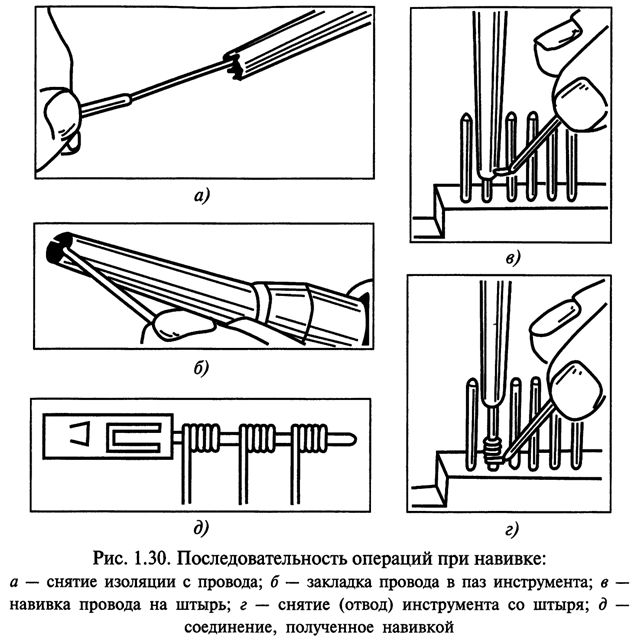 а)
б)
в)
д)
г)
Рис. 1.30. Последовательность операций при навивке:
а — снятие изоляции с провода; б — закладка провода в паз инструмента; в —
навивка провода на штырь; г — снятие (отвод) инструмента со штыря; д —
соединение, полученное навивкой